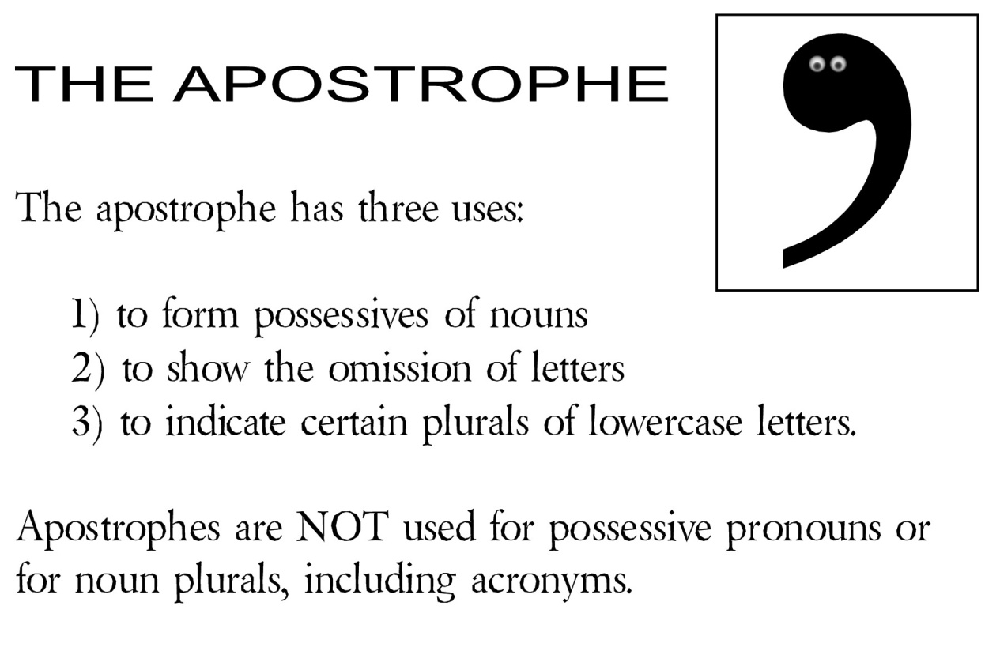 THE APOSTROPHE
The apostrophe has three uses:
1) to form possessives of nouns
2) to show the omission of letters
3) to indicate certain plurals of lowercase letters.
Apostrophes are NOT used for possessive pronouns or
for noun plurals, including acronyms.